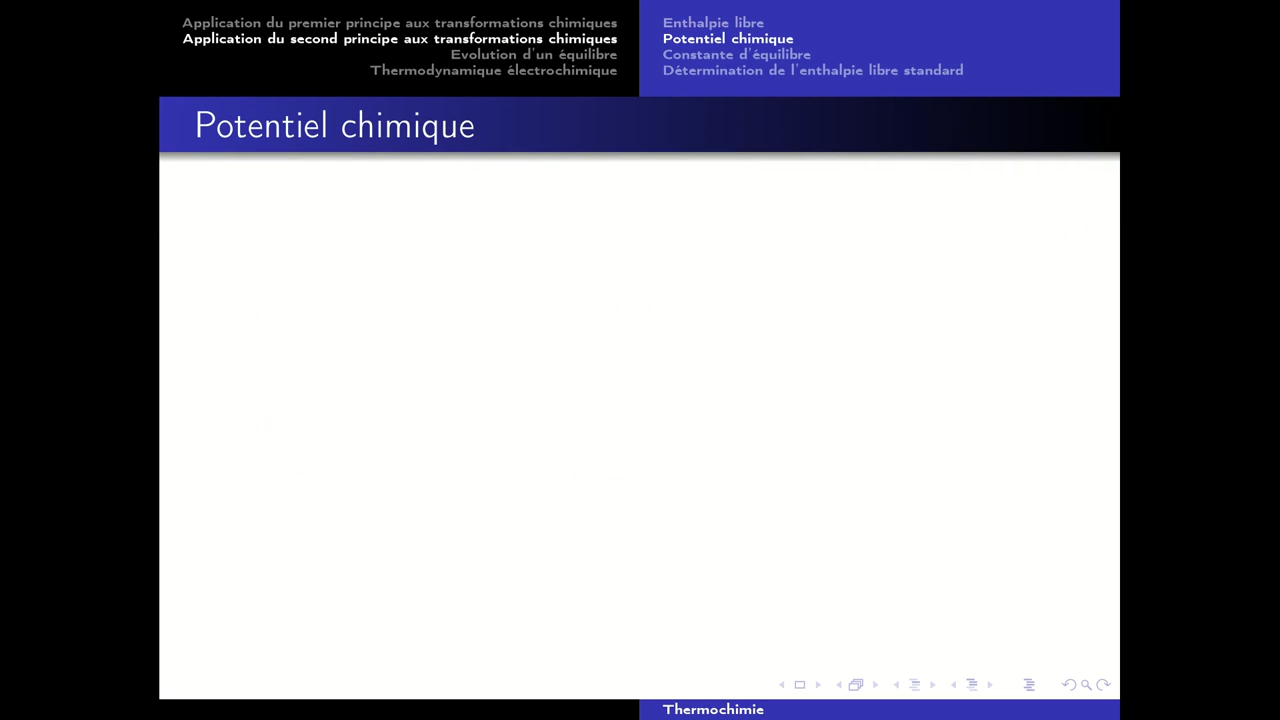 Application du premier principe aux transformations chimiques
Application du second principe aux transformations chimiques
Evolution d'un équilibre
Thermodynamique électrochimique
Enthalpie libre
Potentiel chimique
Constante d'équilibre
Détermination de l'enthalpie libre standard
Potentiel chimique
Thermochimie